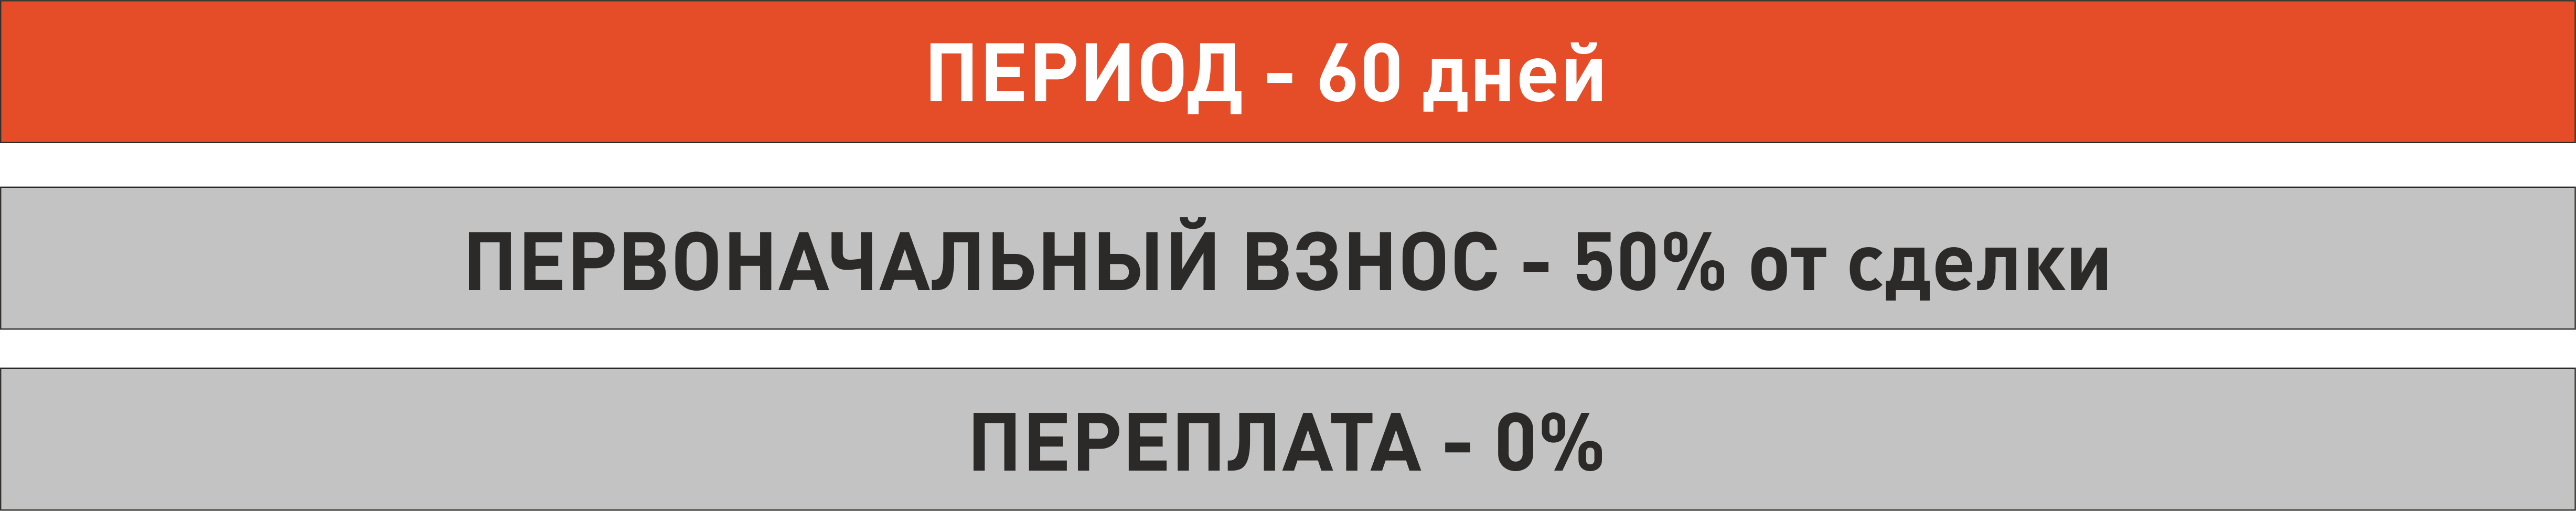 ПЕРИОД - 60 дней
ПЕРВОНАЧАЛЬНЫЙ ВЗНОС - 50% от сделки
ПЕРЕПЛАТА - 0%